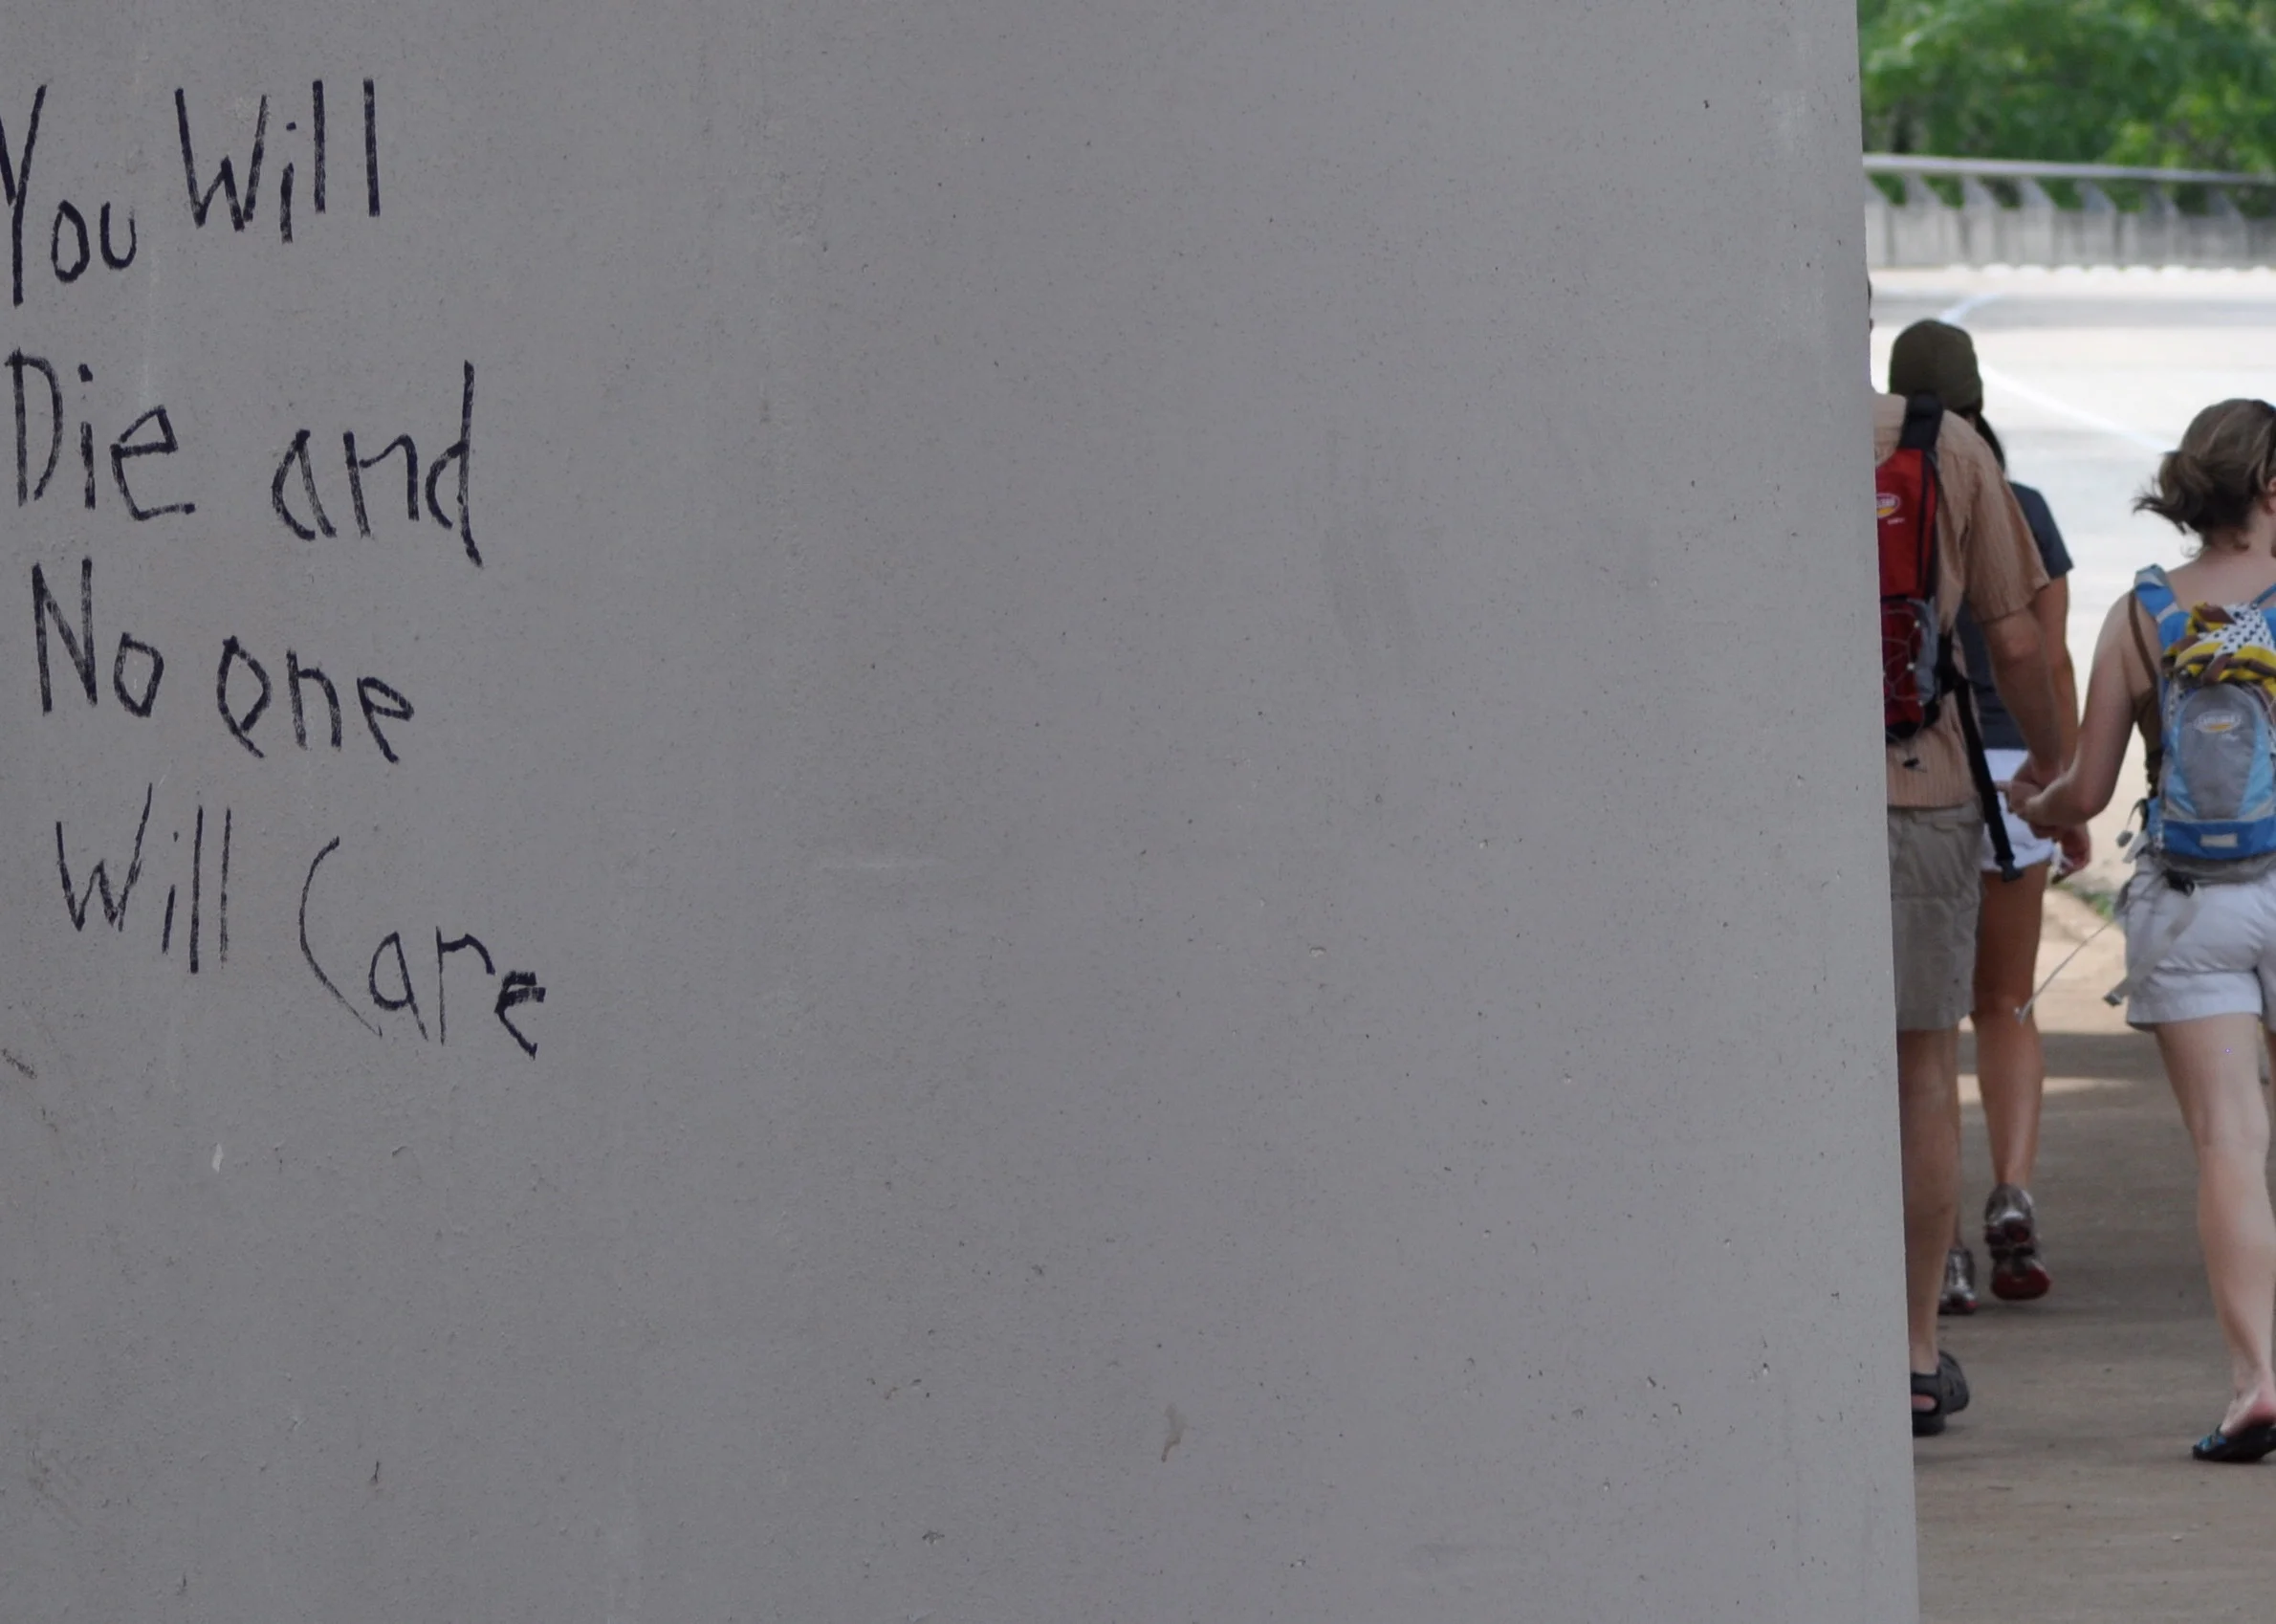 You Will
Die and
No one
Will Care